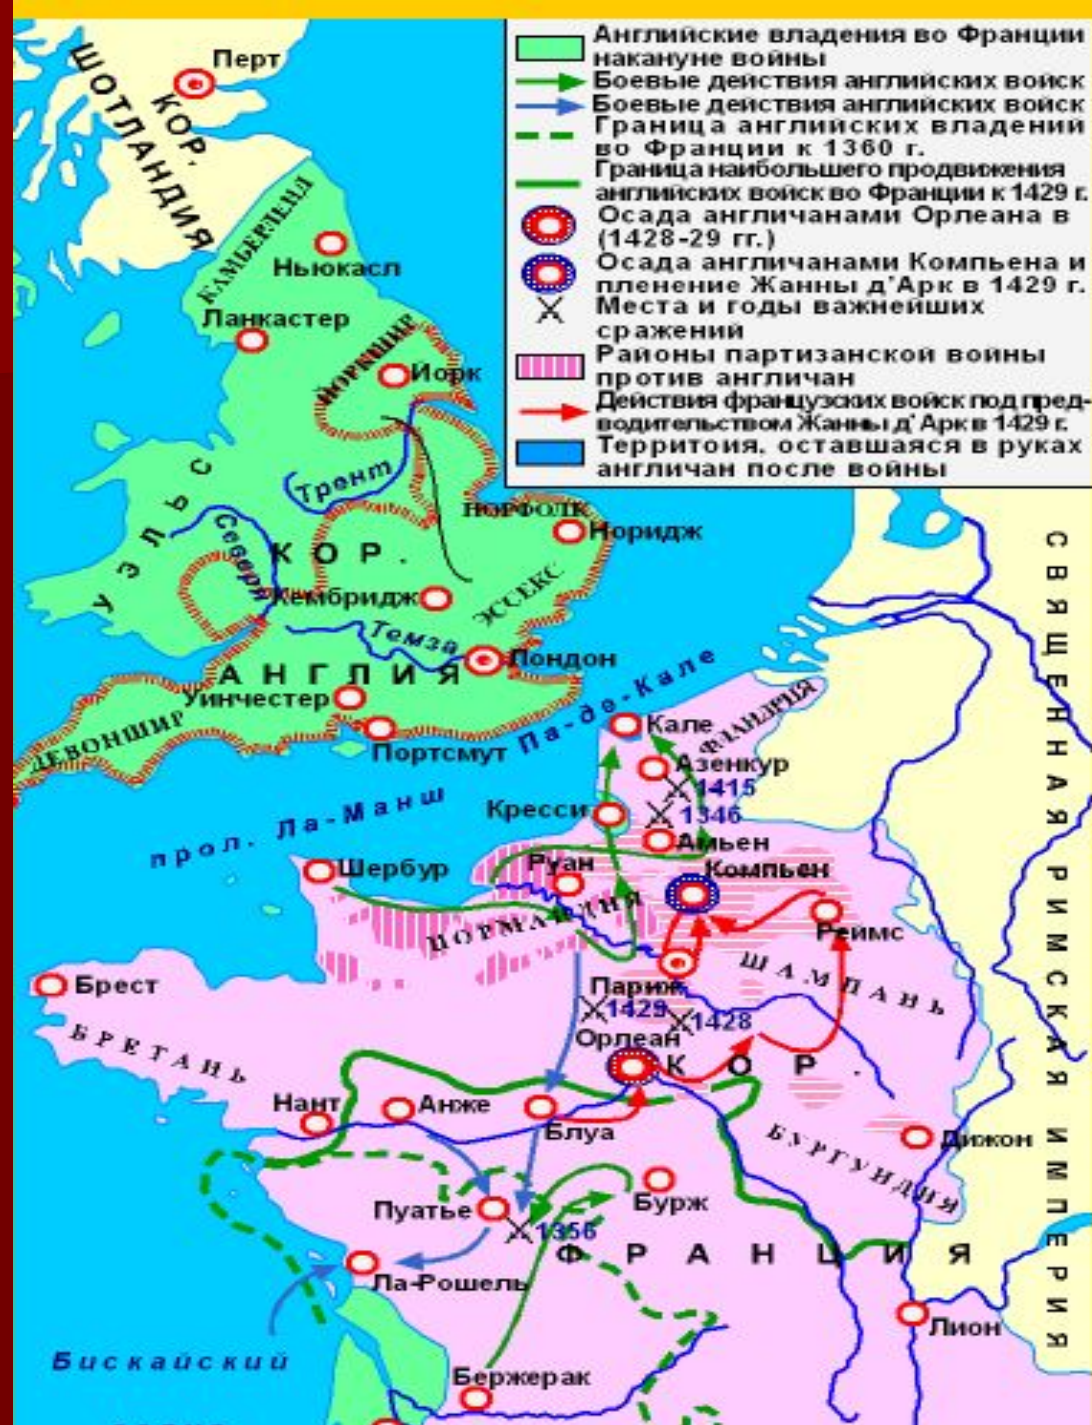 Английские владения во Франции
накануне войны
Боевые действия английских войск
Боевые действия английских войск
Граница английских владений
во Франции к 1360 г.
Граница наибольшего продвижения
английских войск во Франции к 1429 г.
Осада англичанами Орлеана в
(1428-29 гг.)
Осада англичанами Компьена и
пленение Жанны д'Арк в 1429 г.
Места и годы важнейших
сражений
Районы партизанской войны
против англичан
Действия французских войск под пред-
водительством Жанны д'Арк в 1429 г.
Территоия, оставшаяся в руках
англичан после войны
Перт
КОР.
ШОТЛАНДИЯ
КАМБЕРЛЕНД
Ньюкасл
Ланкастер
ЙОРКШИР
Йорк
Трент
УЭЛЬС
Северн
НОРФОЛК
Норидж
КОР.
Кембридж
ЭССЕКС
Темза
Лондон
АНГЛИЯ
Уинчестер
ДЕВОНШИР
Портсмут
Па-де-Кале
прол. Ла-Манш
СВЯЩЕННАЯ РИМСКАЯ ИМПЕРИЯ
Кале
ФЛАНДРИЯ
Азенкур
1415
Кресси
1346
Амьен
Шербур
Руан
Компьен
НОРМАНДИЯ
Реймс
ШАМПАНЬ
Брест
Париж
1429
1428
БРЕТАНЬ
Орлеан
КОР.
Нант
Анже
Блуа
Дижон
БУРГУНДИЯ
Пуатье
Бурж
1356
ФРАНЦИЯ
Ла-Рошель
Лион
Бискайский
Бержерак